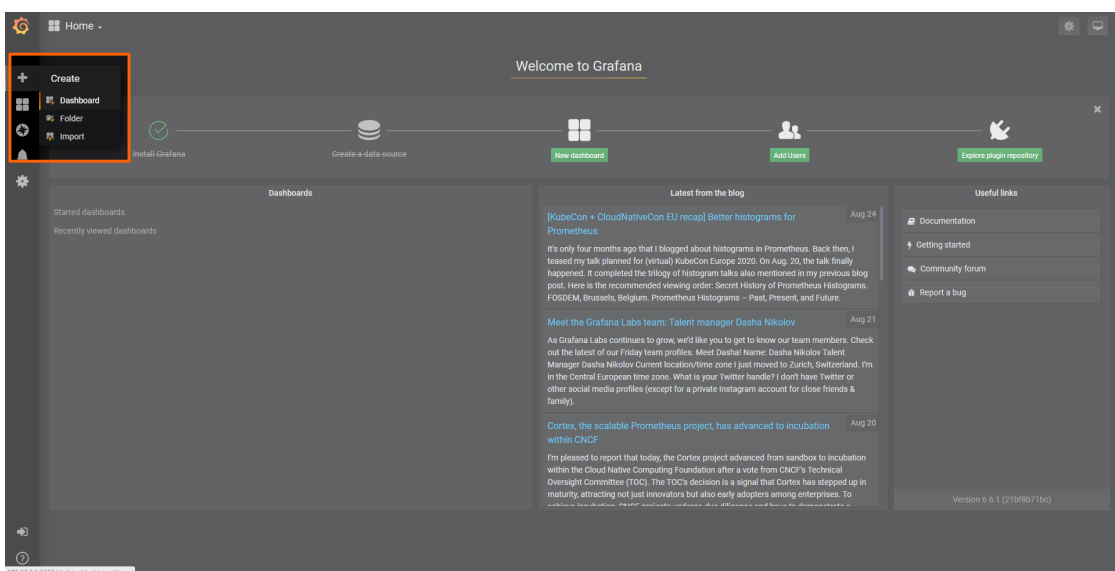 Home
Welcome to Grafana
Create
Dashboard
Folder
Import
Install Grafana
Create a data source
New dashboard
Add Users
Explore plugin repository
Dashboards
Starred dashboards
Recently viewed dashboards
Latest from the blog
[KubeCon + CloudNativeCon EU recap] Better histograms for
Prometheus
Aug 24
It's only four months ago that I blogged about histograms in Prometheus. Back then, I
teased my talk planned for (virtual) KubeCon Europe 2020. On Aug. 20, the talk finally
happened. It completed the trilogy of histogram talks also mentioned in my previous blog
post. Here is the recommended viewing order: Secret History of Prometheus Histograms.
FOSDEM, Brussels, Belgium. Prometheus Histograms – Past, Present, and Future.
Meet the Grafana Labs team: Talent manager Dasha Nikolov
Aug 21
As Grafana Labs continues to grow, we'd like you to get to know our team members. Check
out the latest of our Friday team profiles. Meet Dasha! Name: Dasha Nikolov Talent
Manager Dasha Nikolov Current location/time zone I just moved to Zurich, Switzerland. I'm
in the Central European time zone. What is your Twitter handle? I don't have Twitter or
other social media profiles (except for a private Instagram account for close friends &
family).
Cortex, the scalable Prometheus project, has advanced to incubation
within CNCF
Aug 20
I'm pleased to report that today, the Cortex project advanced from sandbox to incubation
within the Cloud Native Computing Foundation after a vote from CNCF's Technical
Oversight Committee (TOC). The TOC's decision is a signal that Cortex has stepped up in
maturity, attracting not just innovators but also early adopters among enterprises. To
Useful links
Documentation
Getting started
Community forum
Report a bug
Version 6.6.1 (21bf8b71bc)